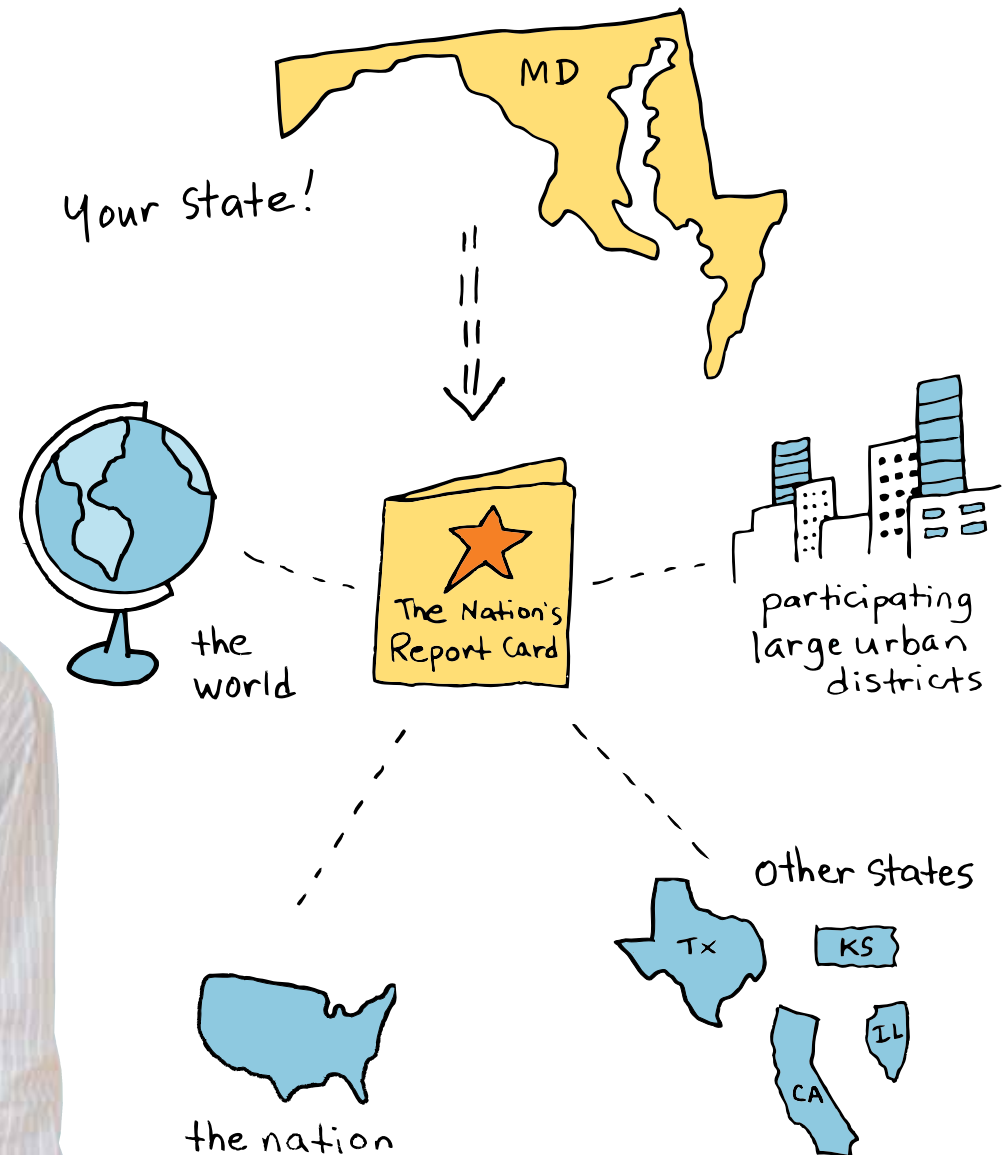 MD
your state!
The Nation's
Report Card
the
world
participating
large urban
districts
other states
TX
KS
IL
CA
the nation